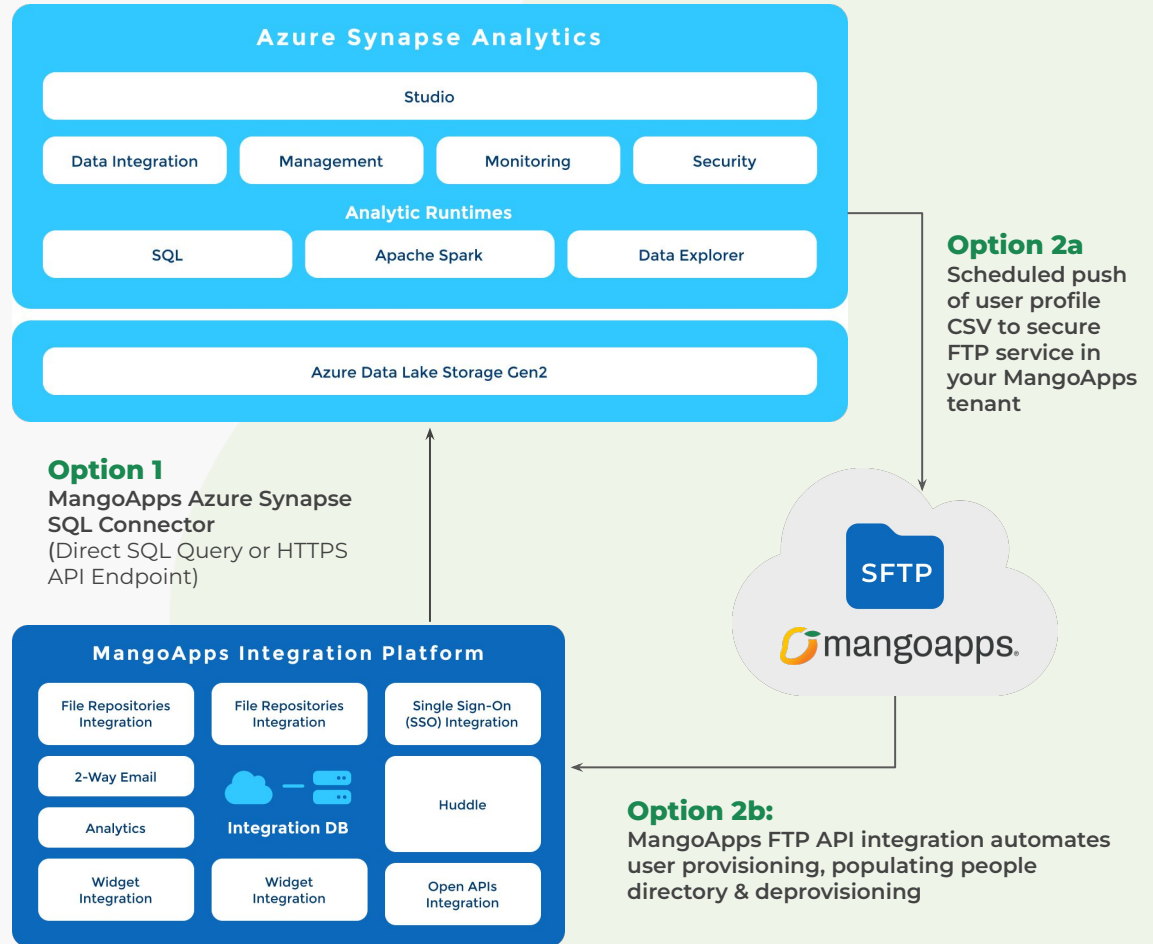 Azure Synapse Analytics
Studio
Data Integration
Management
Monitoring
Security
Analytic Runtimes
SQL
Apache Spark
Data Explorer
Azure Data Lake Storage Gen2
Option 2a
Scheduled push
of user profile
CSV to secure
FTP service in
your MangoApps
tenant
Option 1
MangoApps Azure Synapse
SQL Connector
(Direct SQL Query or HTTPS
API Endpoint)
SFTP
mangoapps.
MangoApps Integration Platform
File Repositories
Integration
File Repositories
Integration
Single Sign-On
(SSO) Integration
2-Way Email
Analytics
Integration DB
Huddle
Widget
Integration
Widget
Integration
Open APIs
Integration
Option 2b:
MangoApps FTP API integration automates
user provisioning, populating people
directory & deprovisioning